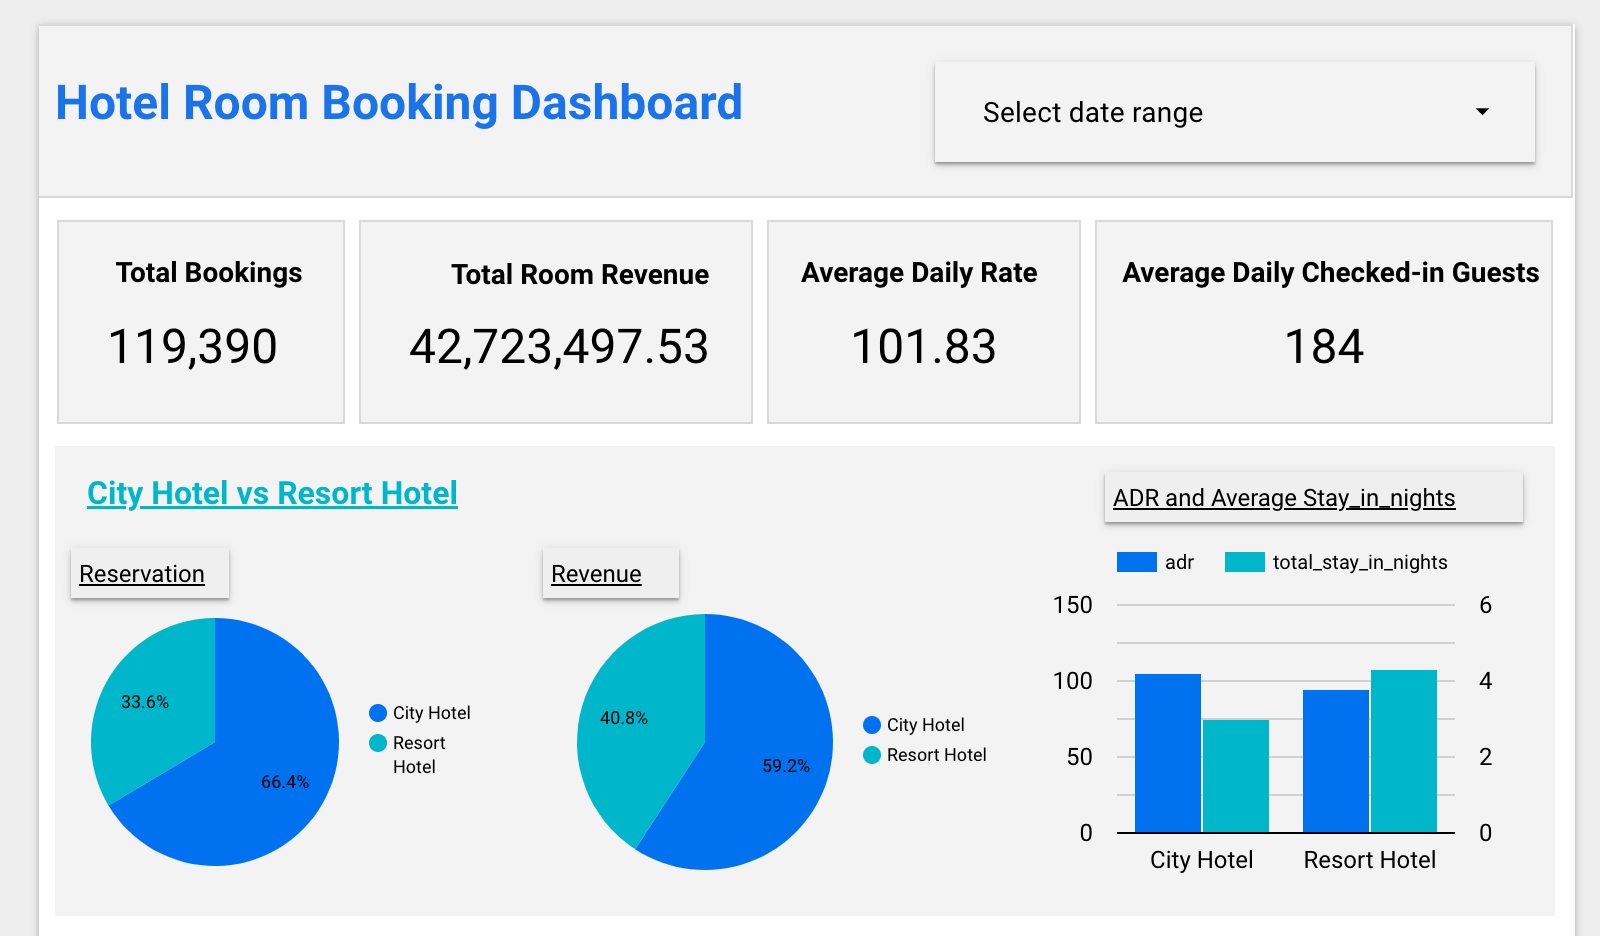 Hotel Room Booking Dashboard
Select date range
Total Bookings
119,390
Total Room Revenue
42,723,497.53
Average Daily Rate
101.83
Average Daily Checked-in Guests
184
City Hotel vs Resort Hotel
Reservation
33.6%
66.4%
City Hotel
Resort
Hotel
Revenue
40.8%
59.2%
City Hotel
Resort Hotel
ADR and Average Stay_in_nights
adr total_stay_in_nights
150 6
100 4
50 2
0 0
City Hotel Resort Hotel